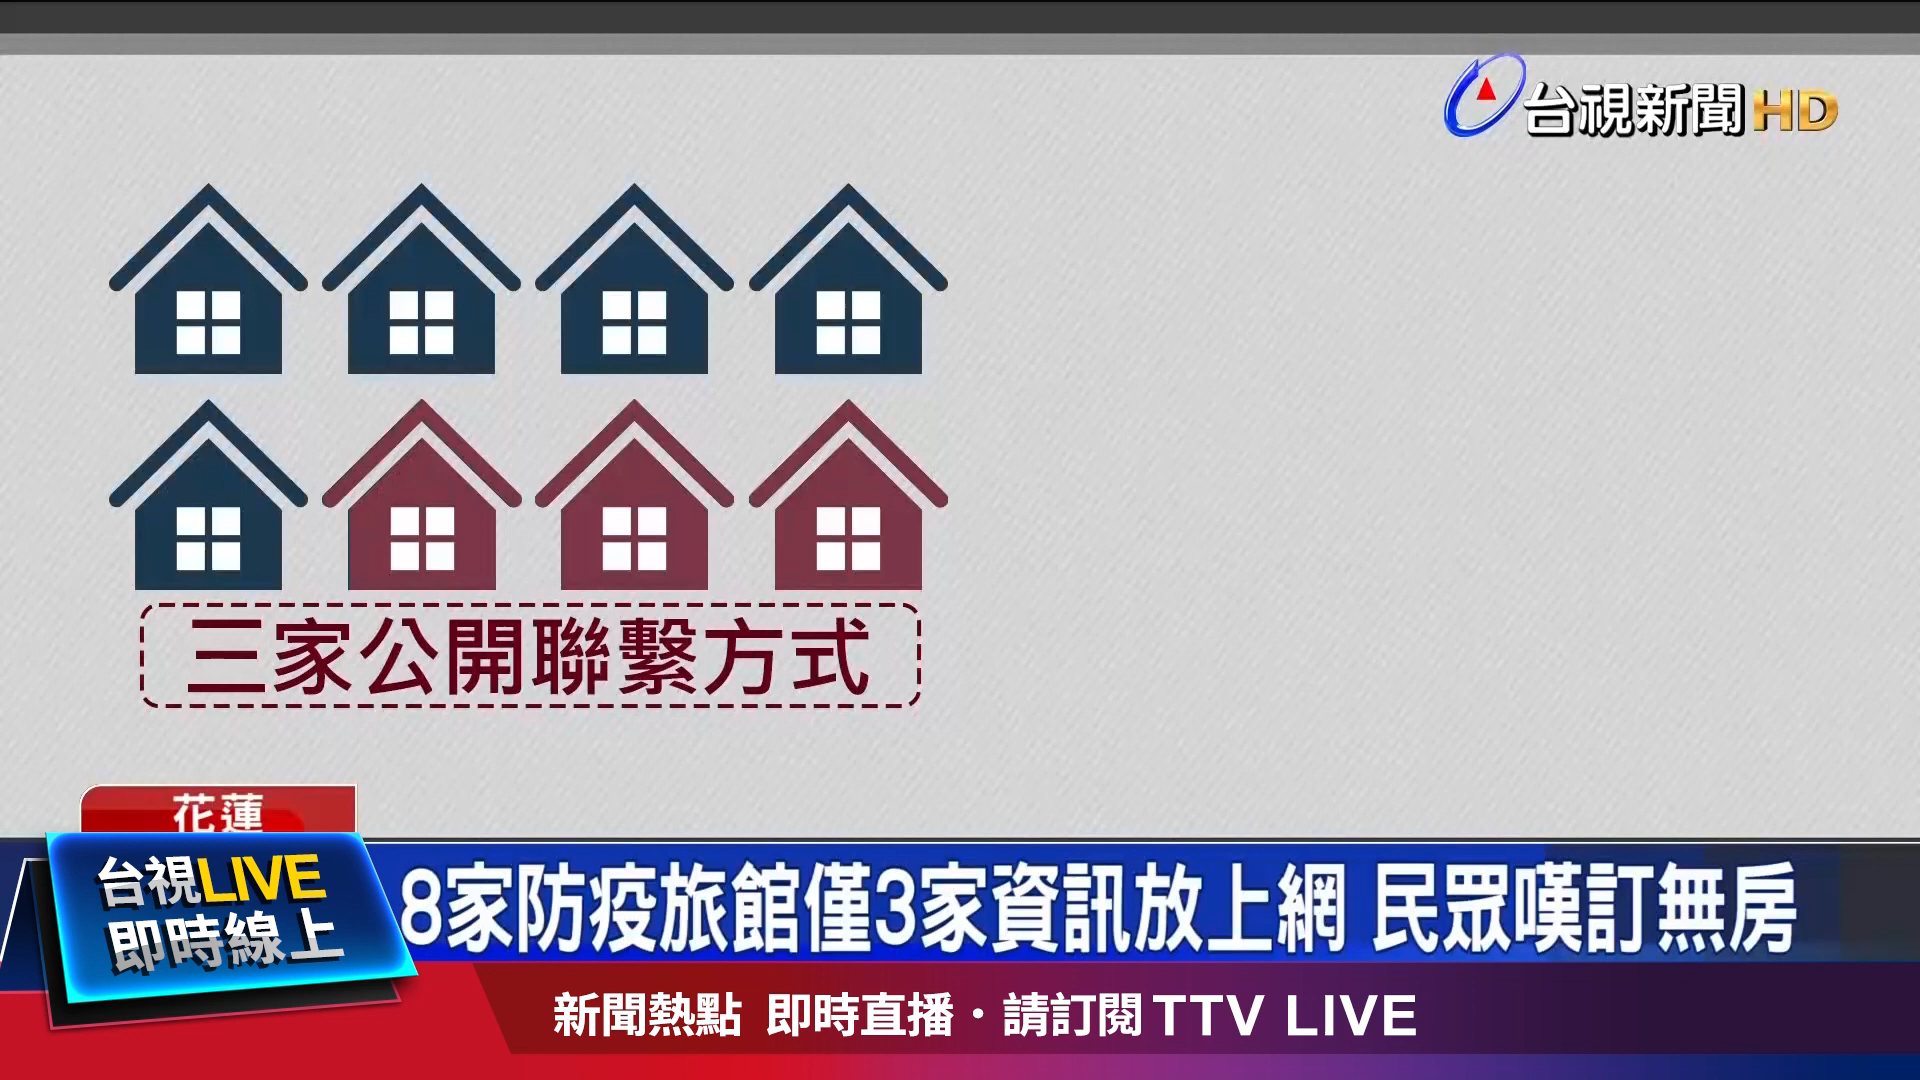 台視新聞HD
三家公開聯繫方式
花蓮
台視LIVE
即時線上
8家防疫旅館僅3家資訊放上網 民眾嘆訂無房
新聞熱點 即時直播・請訂閱TTV LIVE